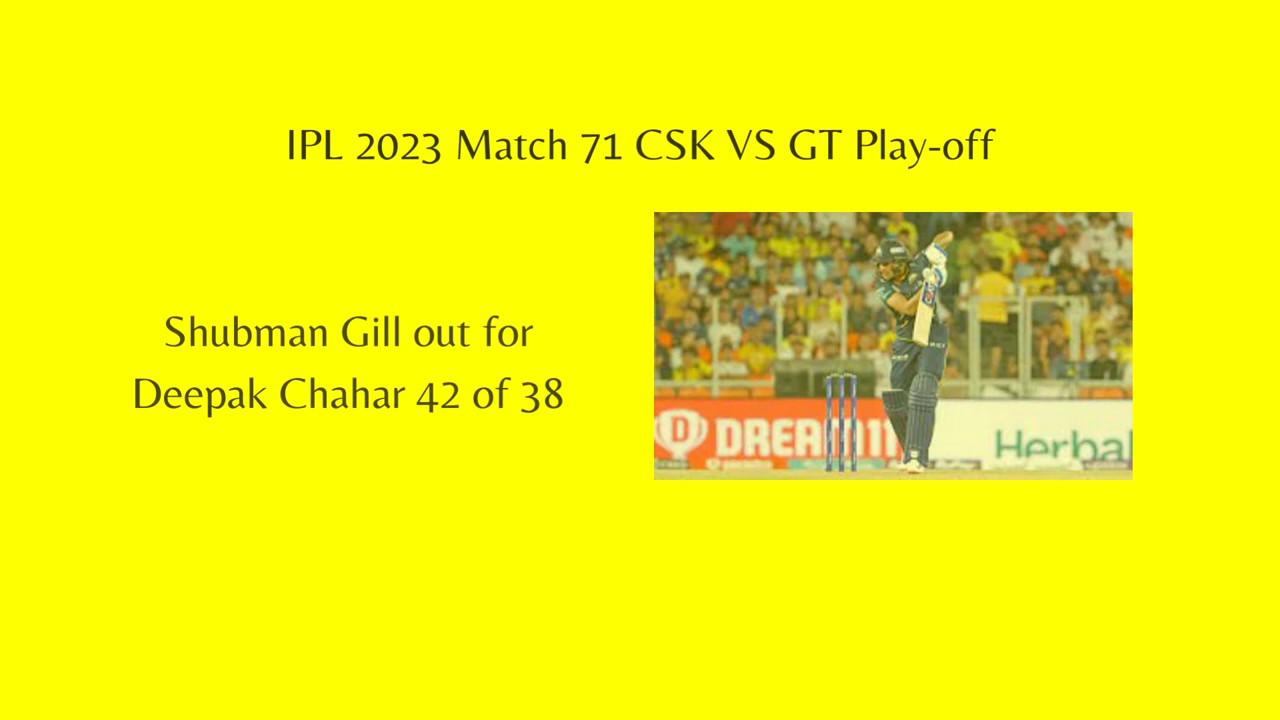 IPL 2023 Match 71 CSK VS GT Play-off
Shubman Gill out for
Deepak Chahar 42 of 38
DREAM11
Herbal